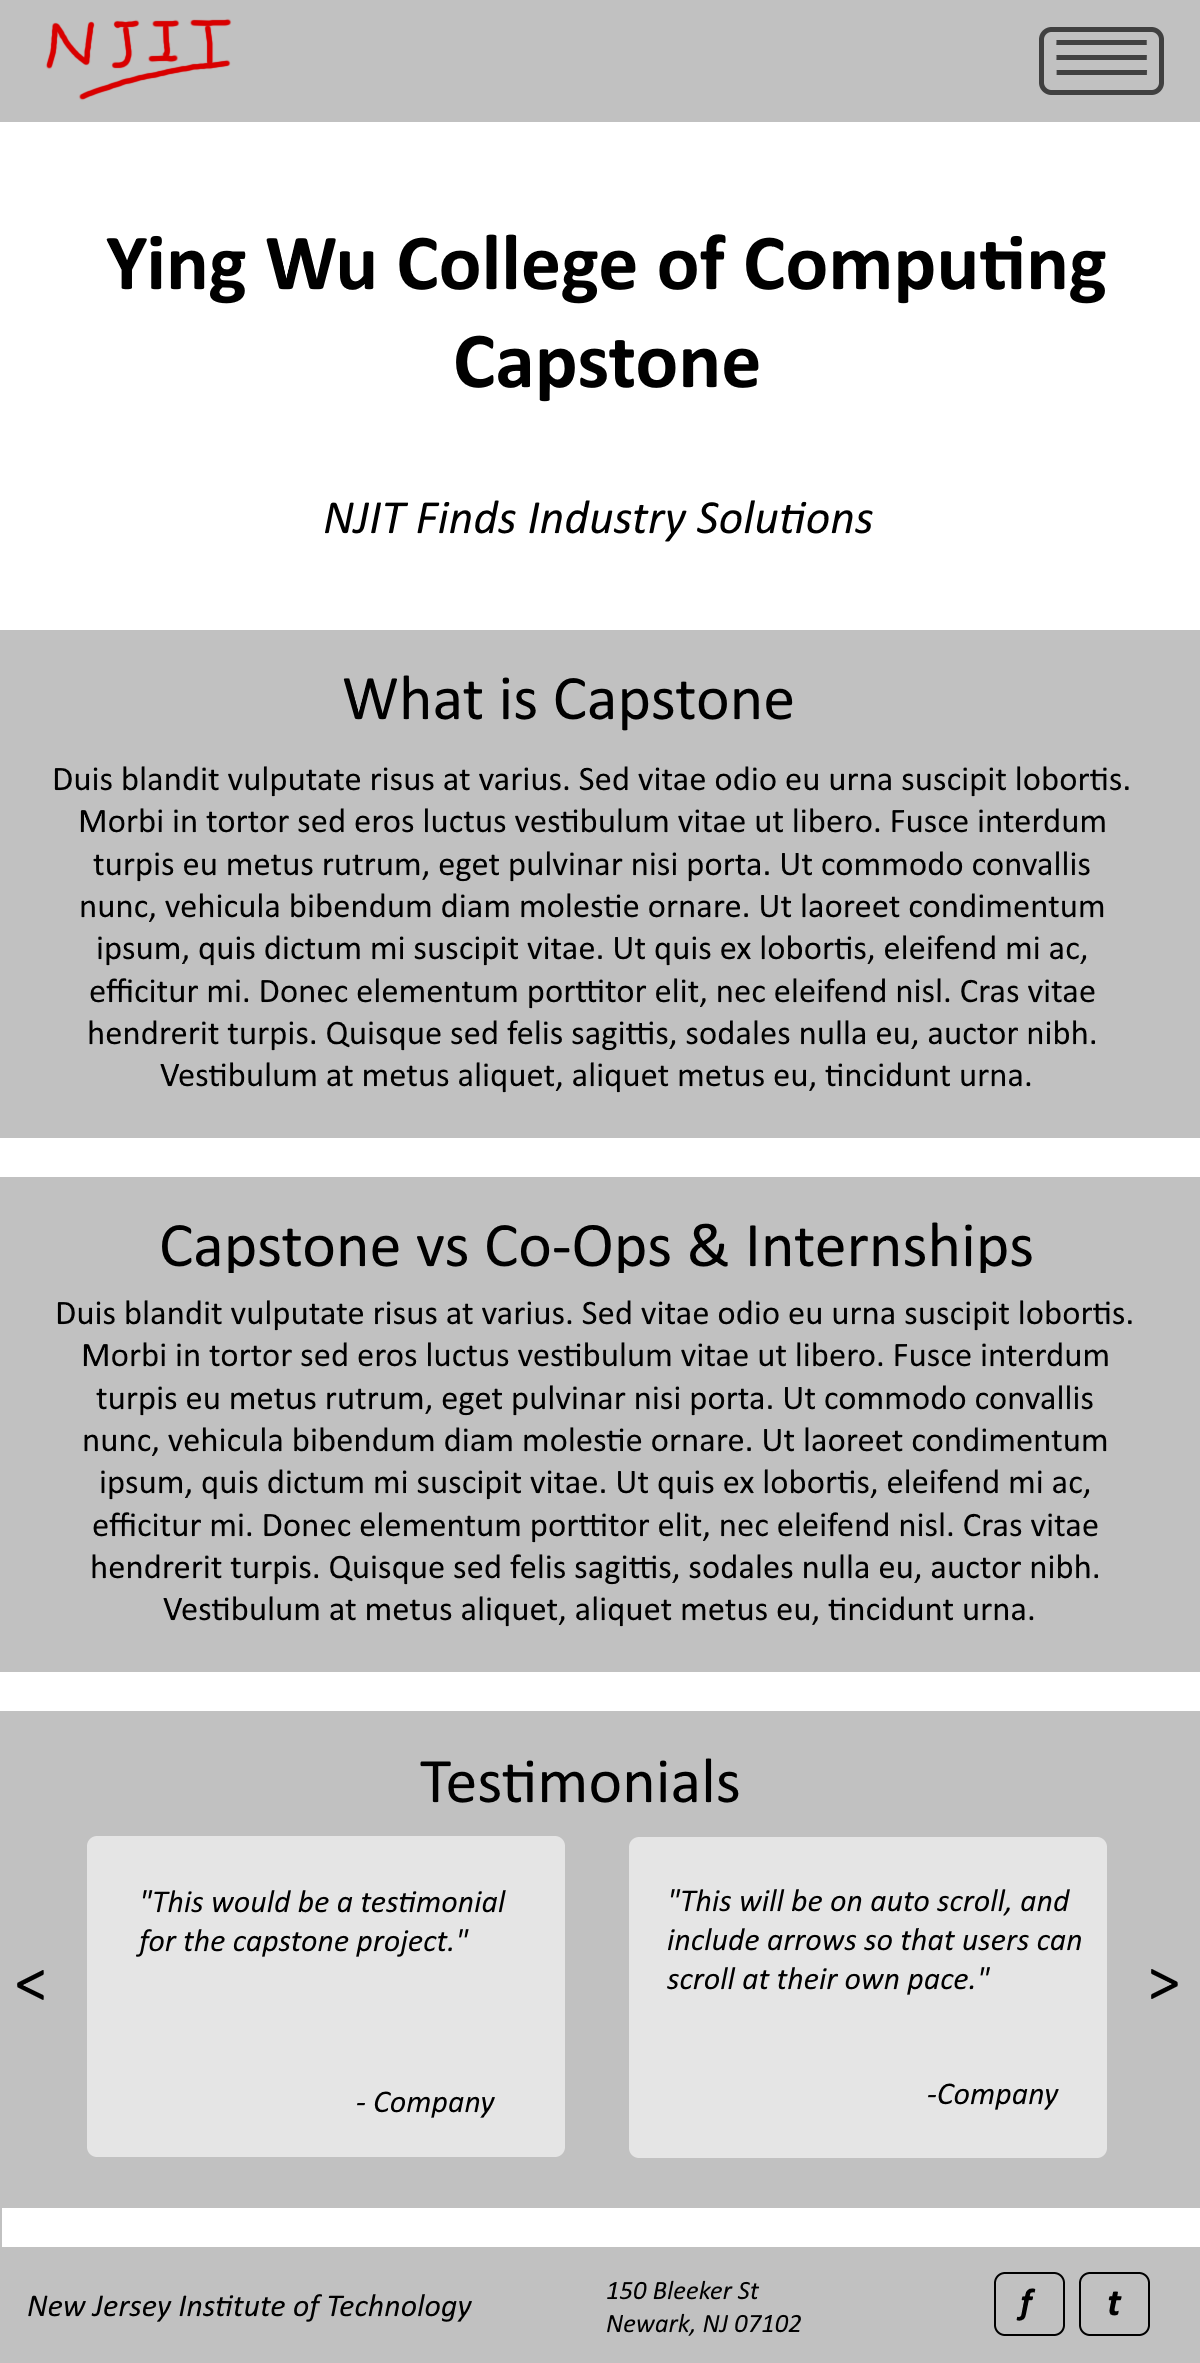 NJIT
Ying Wu College of Computing
Capstone
NJIT Finds Industry Solutions
What is Capstone
Duis blandit vulputate risus at varius. Sed vitae odio eu urna suscipit lobortis.
Morbi in tortor sed eros luctus vestibulum vitae ut libero. Fusce interdum
turpis eu metus rutrum, eget pulvinar nisi porta. Ut commodo convallis
nunc, vehicula bibendum diam molestie ornare. Ut laoreet condimentum
ipsum, quis dictum mi suscipit vitae. Ut quis ex lobortis, eleifend mi ac,
efficitur mi. Donec elementum porttitor elit, nec eleifend nisl. Cras vitae
hendrerit turpis. Quisque sed felis sagittis, sodales nulla eu, auctor nibh.
Vestibulum at metus aliquet, aliquet metus eu, tincidunt urna.
Capstone vs Co-Ops & Internships
Duis blandit vulputate risus at varius. Sed vitae odio eu urna suscipit lobortis.
Morbi in tortor sed eros luctus vestibulum vitae ut libero. Fusce interdum
turpis eu metus rutrum, eget pulvinar nisi porta. Ut commodo convallis
nunc, vehicula bibendum diam molestie ornare. Ut laoreet condimentum
ipsum, quis dictum mi suscipit vitae. Ut quis ex lobortis, eleifend mi ac,
efficitur mi. Donec elementum porttitor elit, nec eleifend nisl. Cras vitae
hendrerit turpis. Quisque sed felis sagittis, sodales nulla eu, auctor nibh.
Vestibulum at metus aliquet, aliquet metus eu, tincidunt urna.
Testimonials
"This would be a testimonial
for the capstone project."
- Company
"This will be on auto scroll, and
include arrows so that users can
scroll at their own pace."
-Company
<
>
New Jersey Institute of Technology
150 Bleeker St
Newark, NJ 07102
f
t